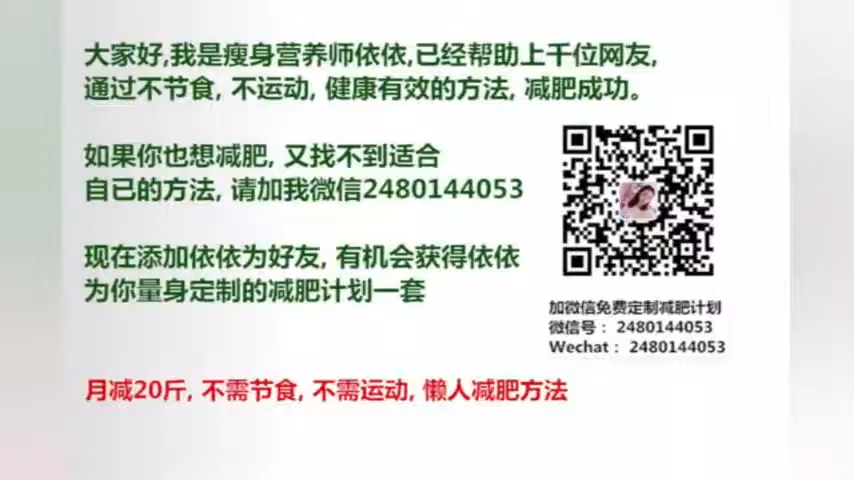 大家好,我是瘦身营养师依依,已经帮助上千位网友,
通过不节食, 不运动, 健康有效的方法, 减肥成功。
如果你也想减肥, 又找不到适合
自己的方法, 请加我微信2480144053
现在添加依依为好友, 有机会获得依依
为你量身定制的减肥计划一套
加微信免费定制减肥计划
微信号： 2480144053
Wechat： 2480144053
月减20斤, 不需节食, 不需运动, 懒人减肥方法